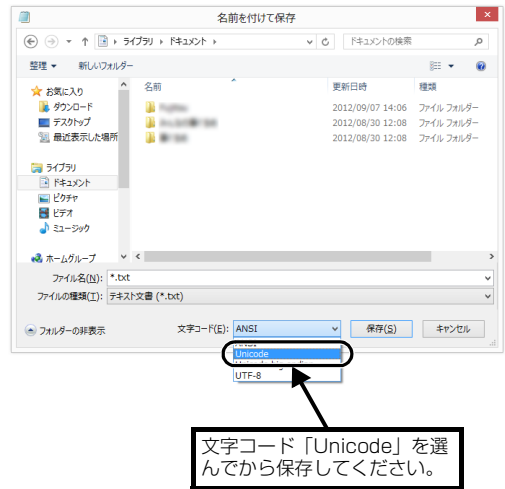 名前を付けて保存
ライブラリ ▸ ドキュメント ▸
ドキュメントの検索
整理 ▼ 新しいフォルダー
お気に入り
ダウンロード
デスクトップ
最近表示した場所
ライブラリ
ドキュメント
ピクチャ
ビデオ
ミュージック
ホームグループ
名前 更新日時 種類
2012/09/07 14:06 ファイル フォルダー
2012/08/30 12:08 ファイル フォルダー
2012/08/30 12:08 ファイル フォルダー
ファイル名(N): *.txt
ファイルの種類(T): テキスト文書 (*.txt)
フォルダーの非表示
文字コード(E): ANSI
保存(S) キャンセル
Unicode
UTF-8
文字コード「Unicode」を選
んでから保存してください。